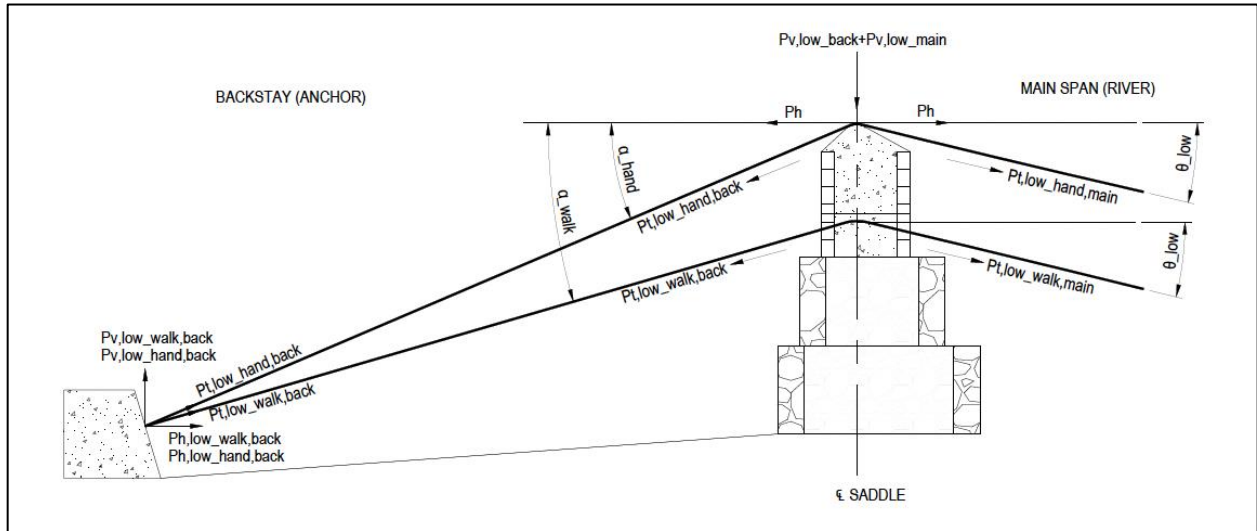 Pv,low_back+Pv,low_main
BACKSTAY (ANCHOR)
MAIN SPAN (RIVER)
Ph
Ph
α_hand
α_walk
θ_low
Pt,low_hand,back
Pt,low_hand,main
θ_low
Pt,low_walk,back
Pt,low_walk,main
Pv,low_walk,back
Pv,low_hand,back
Pt,low_hand,back
Pt,low_walk,back
Ph,low_walk,back
Ph,low_hand,back
℄ SADDLE